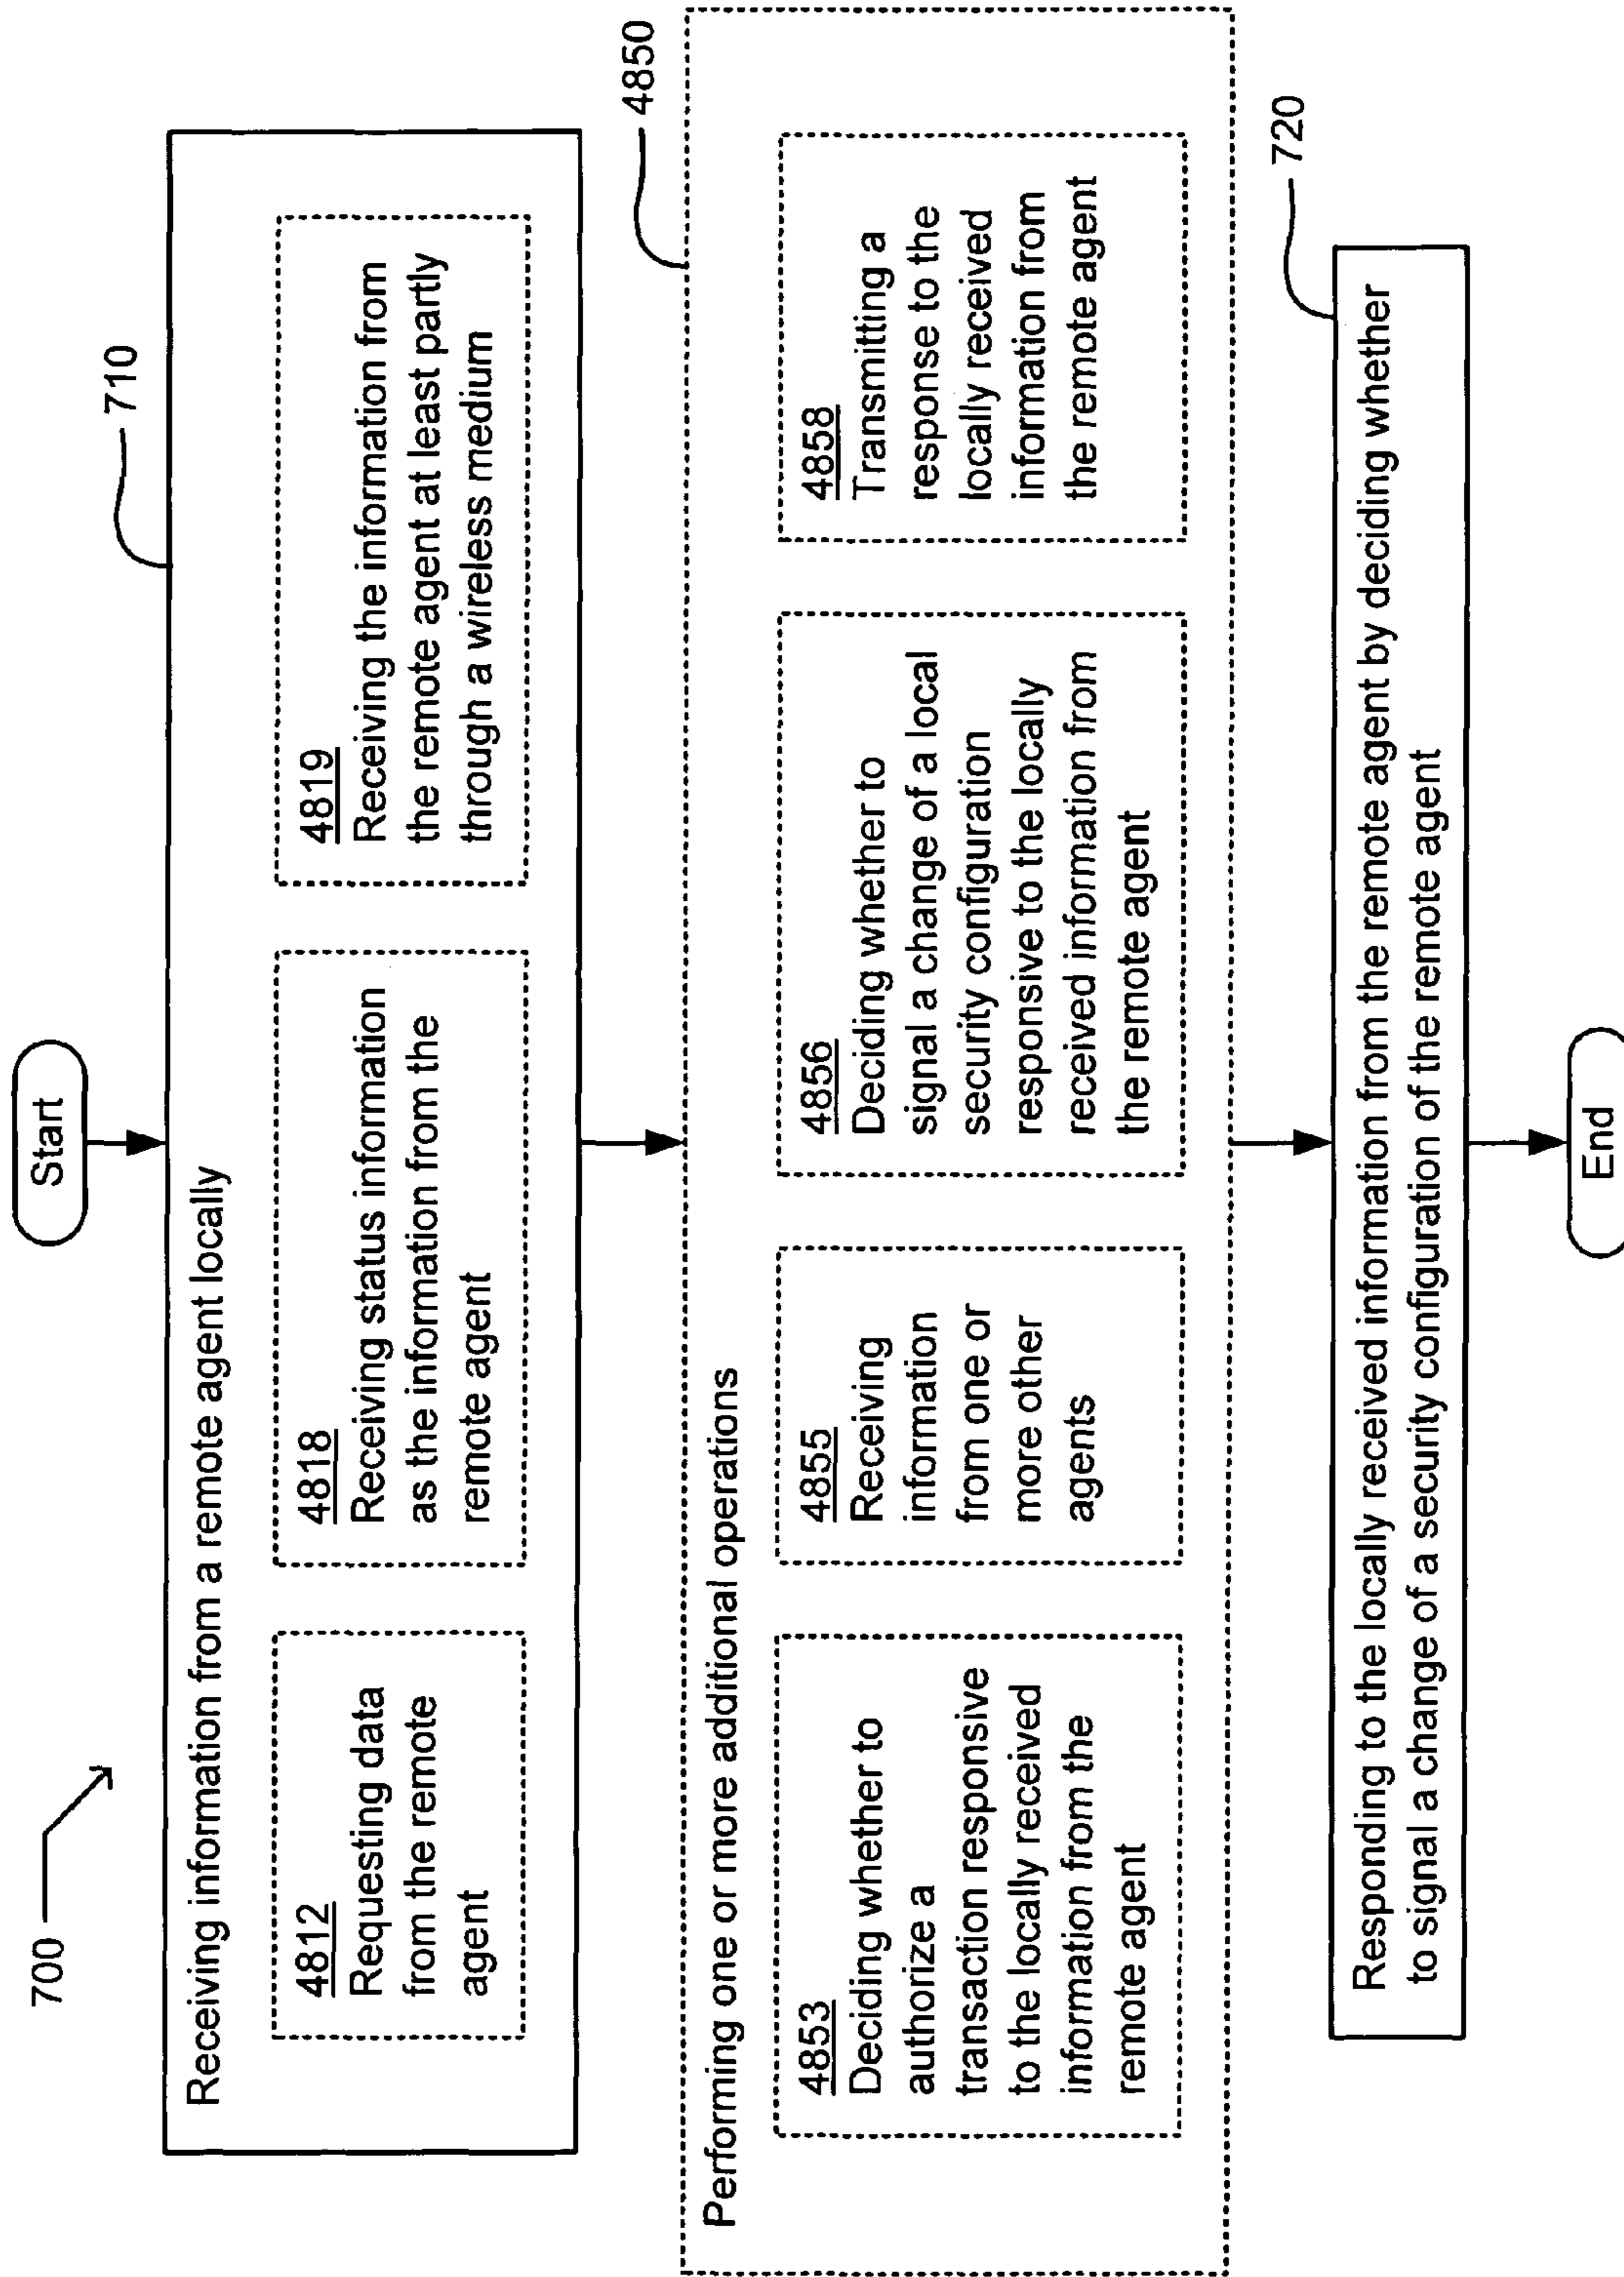 700
Start
710
Receiving information from a remote agent locally
4812
Requesting data
from the remote
agent
4818
Receiving status information
as the information from the
remote agent
4819
Receiving the information from
the remote agent at least partly
through a wireless medium
4850
Performing one or more additional operations
4853
Deciding whether to
authorize a
transaction responsive
to the locally received
information from the
remote agent
4855
Receiving
information
from one or
more other
agents
4856
Deciding whether to
signal a change of a local
security configuration
responsive to the locally
received information from
the remote agent
4858
Transmitting a
response to the
locally received
information from
the remote agent
720
Responding to the locally received information from the remote agent by deciding whether
to signal a change of a security configuration of the remote agent
End